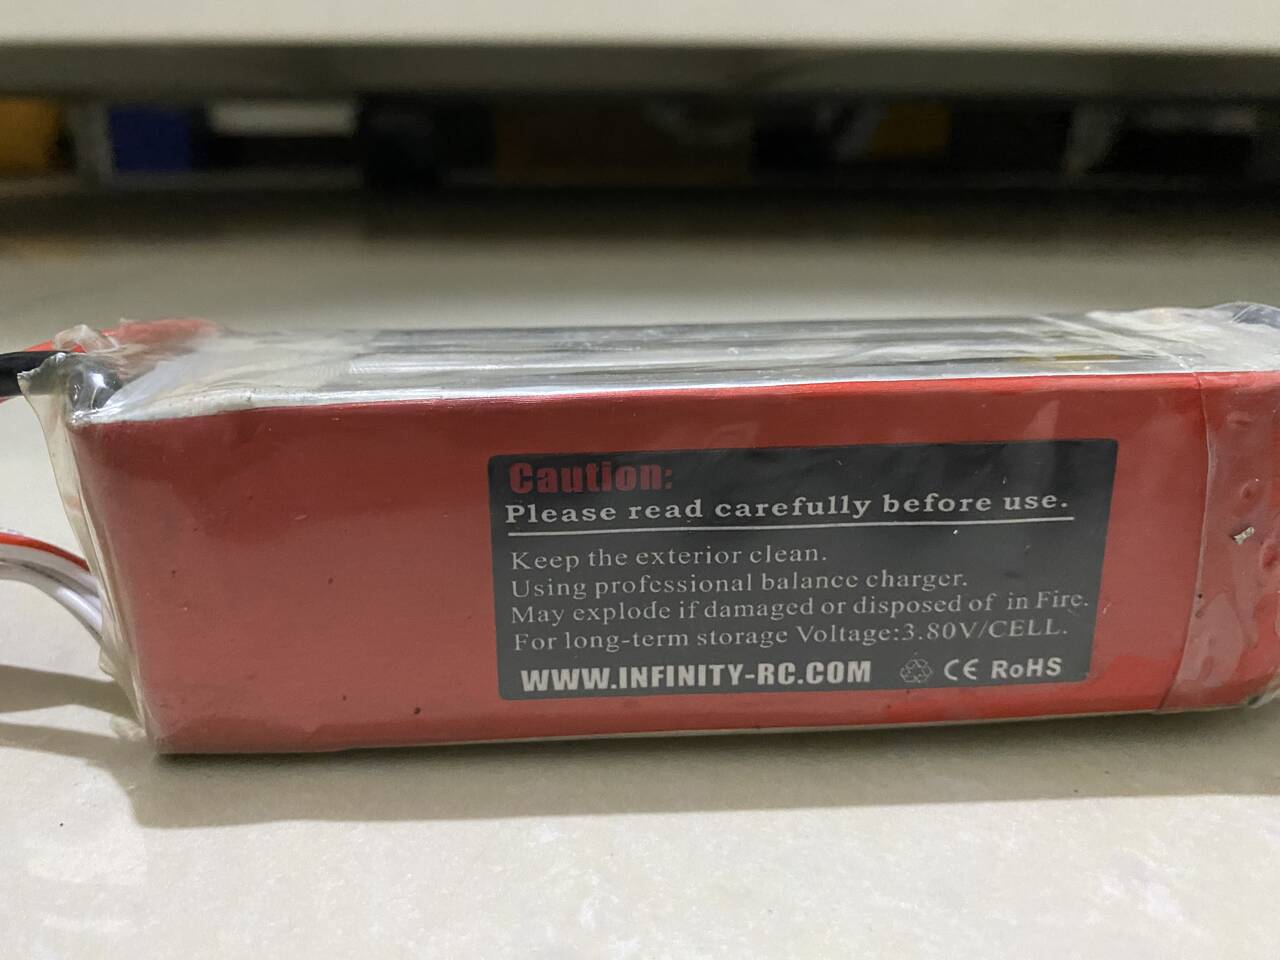 Caution:
Please read carefully before use.
Keep the exterior clean.
Using professional balance charger.
May explode if damaged or disposed of in Fire.
For long-term storage Voltage:3.80V/CELL.
WWW.INFINITY-RC.COM CE RoHS